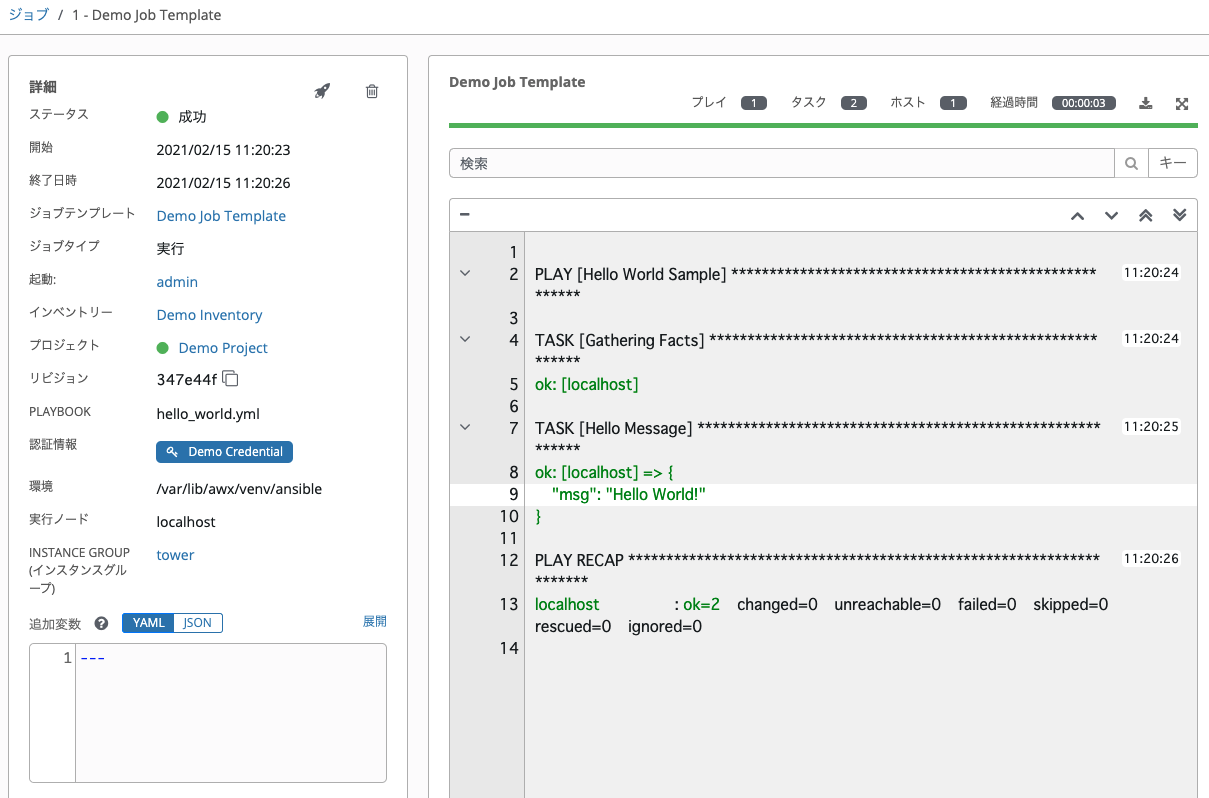 ジョブ / 1 - Demo Job Template
詳細
ステータス 成功
開始 2021/02/15 11:20:23
終了日時 2021/02/15 11:20:26
ジョブテンプレート Demo Job Template
ジョブタイプ 実行
起動: admin
インベントリー Demo Inventory
プロジェクト Demo Project
リビジョン 347e44f
PLAYBOOK hello_world.yml
認証情報 Demo Credential
環境 /var/lib/awx/venv/ansible
実行ノード localhost
INSTANCE GROUP tower
(インスタンスグル
ープ)
追加変数 ? YAML JSON 展開
1 ---
Demo Job Template
プレイ 1 タスク 2 ホスト 1 経過時間 00:00:03
検索 キー
1
2 PLAY [Hello World Sample] ************************************************ 11:20:24
******
3
4 TASK [Gathering Facts] *************************************************** 11:20:24
******
5 ok: [localhost]
6
7 TASK [Hello Message] ***************************************************** 11:20:25
******
8 ok: [localhost] => {
9 "msg": "Hello World!"
10 }
11
12 PLAY RECAP ************************************************************** 11:20:26
*******
13 localhost : ok=2 changed=0 unreachable=0 failed=0 skipped=0
rescued=0 ignored=0
14